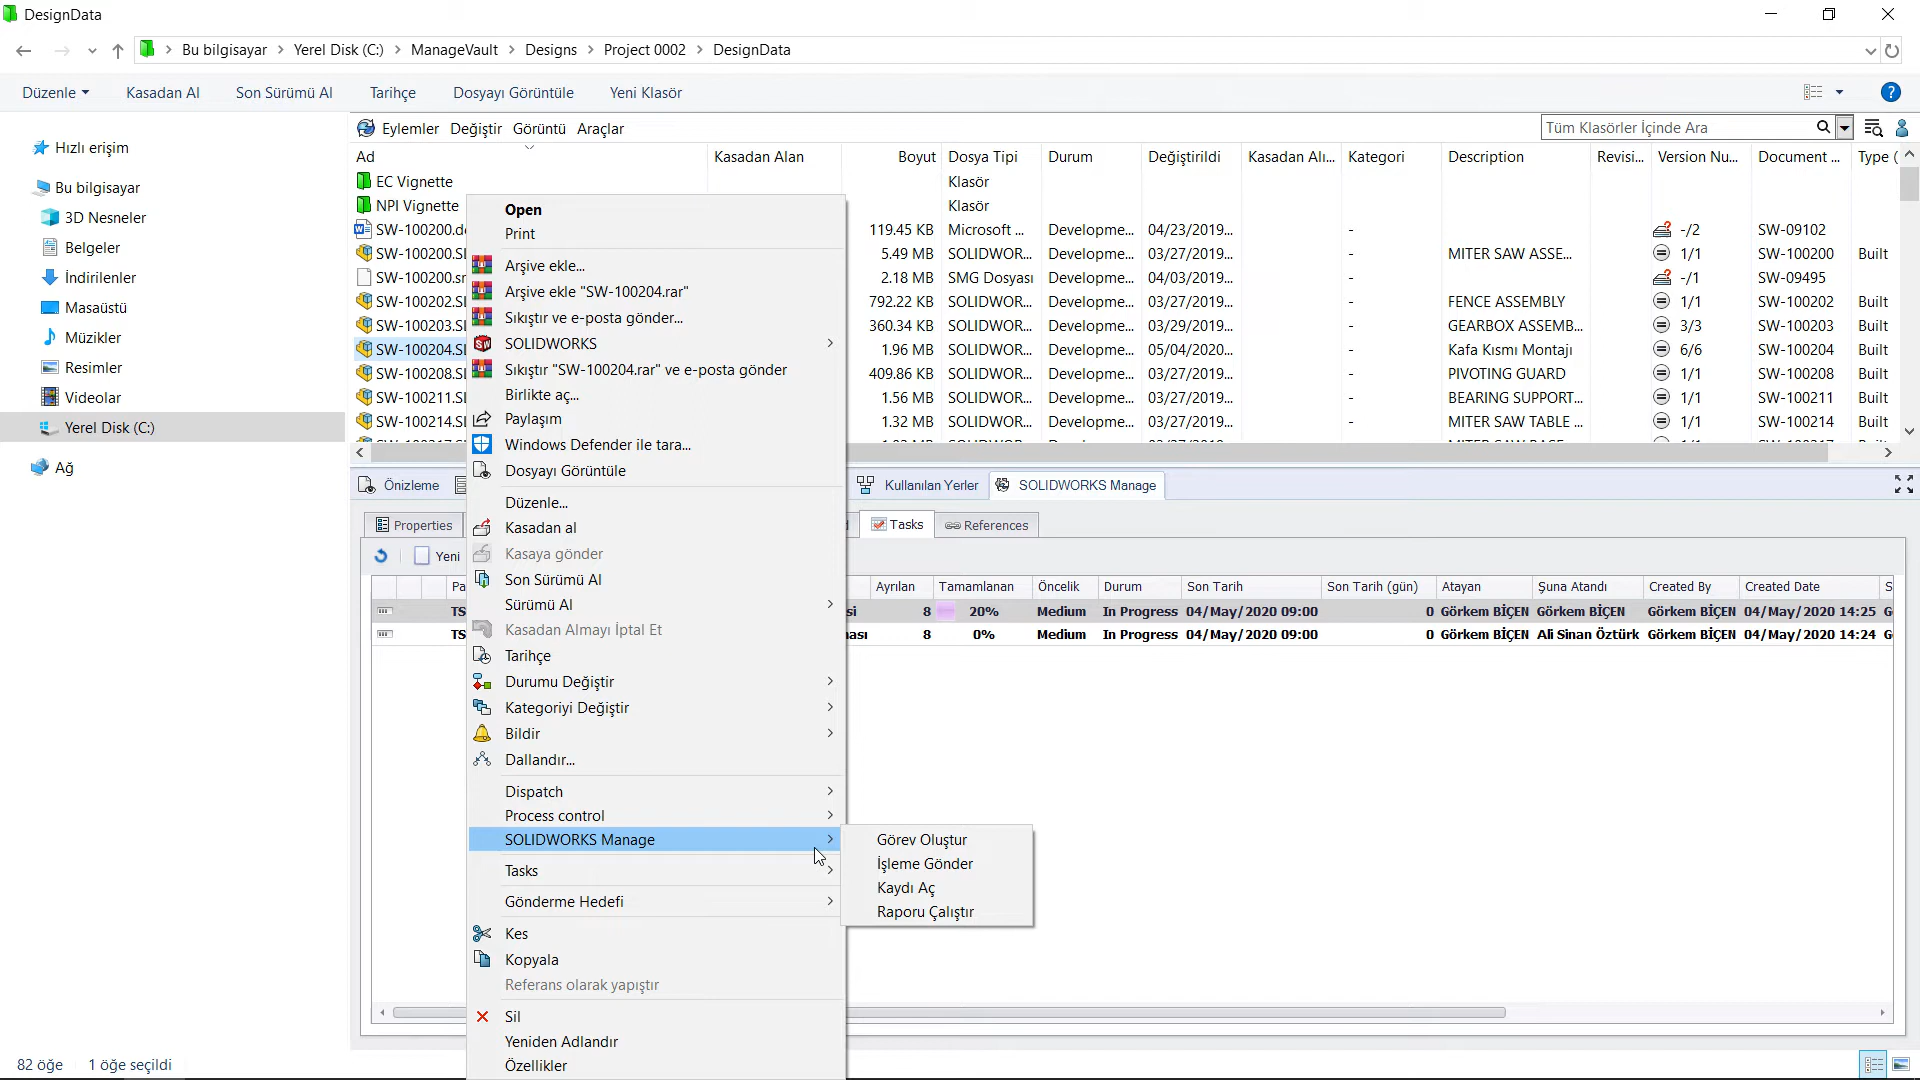 DesignData
Bu bilgisayar > Yerel Disk (C:) > ManageVault > Designs > Project 0002 > DesignData
Düzenle Kasadan Al Son Sürümü Al Tarihçe Dosyayı Görüntüle Yeni Klasör
Hızlı erişim
Bu bilgisayar
3D Nesneler
Belgeler
İndirilenler
Masaüstü
Müzikler
Resimler
Videolar
Yerel Disk (C:)
Ağ
Eylemler Değiştir Görüntü Araçlar
Tüm Klasörler İçinde Ara
Ad Kasadan Alan Boyut Dosya Tipi Durum Değiştirildi Kasadan Alı... Kategori Description Revisi... Version Nu... Document ... Type (
EC Vignette Klasör
NPI Vignette Klasör
SW-100200.d 119.45 KB Microsoft ... Developme... 04/23/2019... - -/2 SW-09102
SW-100200.S 5.49 MB SOLIDWOR... Developme... 03/27/2019... - MITER SAW ASSE... 1/1 SW-100200 Built
SW-100200.s 2.18 MB SMG Dosyası Developme... 04/03/2019... - -/1 SW-09495
SW-100202.S 792.22 KB SOLIDWOR... Developme... 03/27/2019... - FENCE ASSEMBLY 1/1 SW-100202 Built
SW-100203.S 360.34 KB SOLIDWOR... Developme... 03/29/2019... - GEARBOX ASSEMB... 3/3 SW-100203 Built
SW-100204.S 1.96 MB SOLIDWOR... Developme... 05/04/2020... - Kafa Kısmı Montajı 6/6 SW-100204 Built
SW-100208.S 409.86 KB SOLIDWOR... Developme... 03/27/2019... - PIVOTING GUARD 1/1 SW-100208 Built
SW-100211.S 1.56 MB SOLIDWOR... Developme... 03/27/2019... - BEARING SUPPORT... 1/1 SW-100211 Built
SW-100214.S 1.32 MB SOLIDWOR... Developme... 03/27/2019... - MITER SAW TABLE ... 1/1 SW-100214 Built
Open
Print
Arşive ekle...
Arşive ekle "SW-100204.rar"
Sıkıştır ve e-posta gönder...
SOLIDWORKS
Sıkıştır "SW-100204.rar" ve e-posta gönder
Birlikte aç...
Paylaşım
Windows Defender ile tara...
Dosyayı Görüntüle
Düzenle...
Kasadan al
Kasaya gönder
Son Sürümü Al
Sürümü Al
Kasadan Almayı İptal Et
Tarihçe
Durumu Değiştir
Kategoriyi Değiştir
Bildir
Dallandır...
Dispatch
Process control
SOLIDWORKS Manage
Tasks
Gönderme Hedefi
Kes
Kopyala
Referans olarak yapıştır
Sil
Yeniden Adlandır
Özellikler
Görev Oluştur
İşleme Gönder
Kaydı Aç
Raporu Çalıştır
Önizleme Kullanılan Yerler SOLIDWORKS Manage
Properties Tasks References
Yeni
Pa Ayrılan Tamamlanan Öncelik Durum Son Tarih Son Tarih (gün) Atayan Şuna Atandı Created By Created Date S
TS si 8 20% Medium In Progress 04/May/2020 09:00 0 Görkem BİÇEN Görkem BİÇEN Görkem BİÇEN 04/May/2020 14:25 G
TS ması 8 0% Medium In Progress 04/May/2020 09:00 0 Görkem BİÇEN Ali Sinan Öztürk Görkem BİÇEN 04/May/2020 14:24 G
82 öğe 1 öğe seçildi